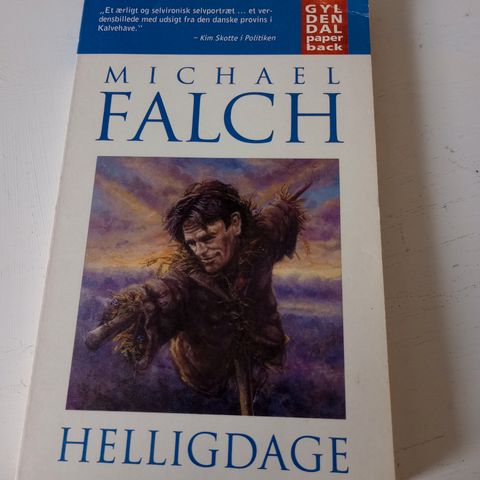 „Et ærligt og selvironisk selvportræt ... et ver-
densbillede med udsigt fra den danske provins i
Kalvehave."
– Kim Skotte i Politiken
GYL
DEN
DAL
paper
back
MICHAEL
FALCH
HELLIGDAGE